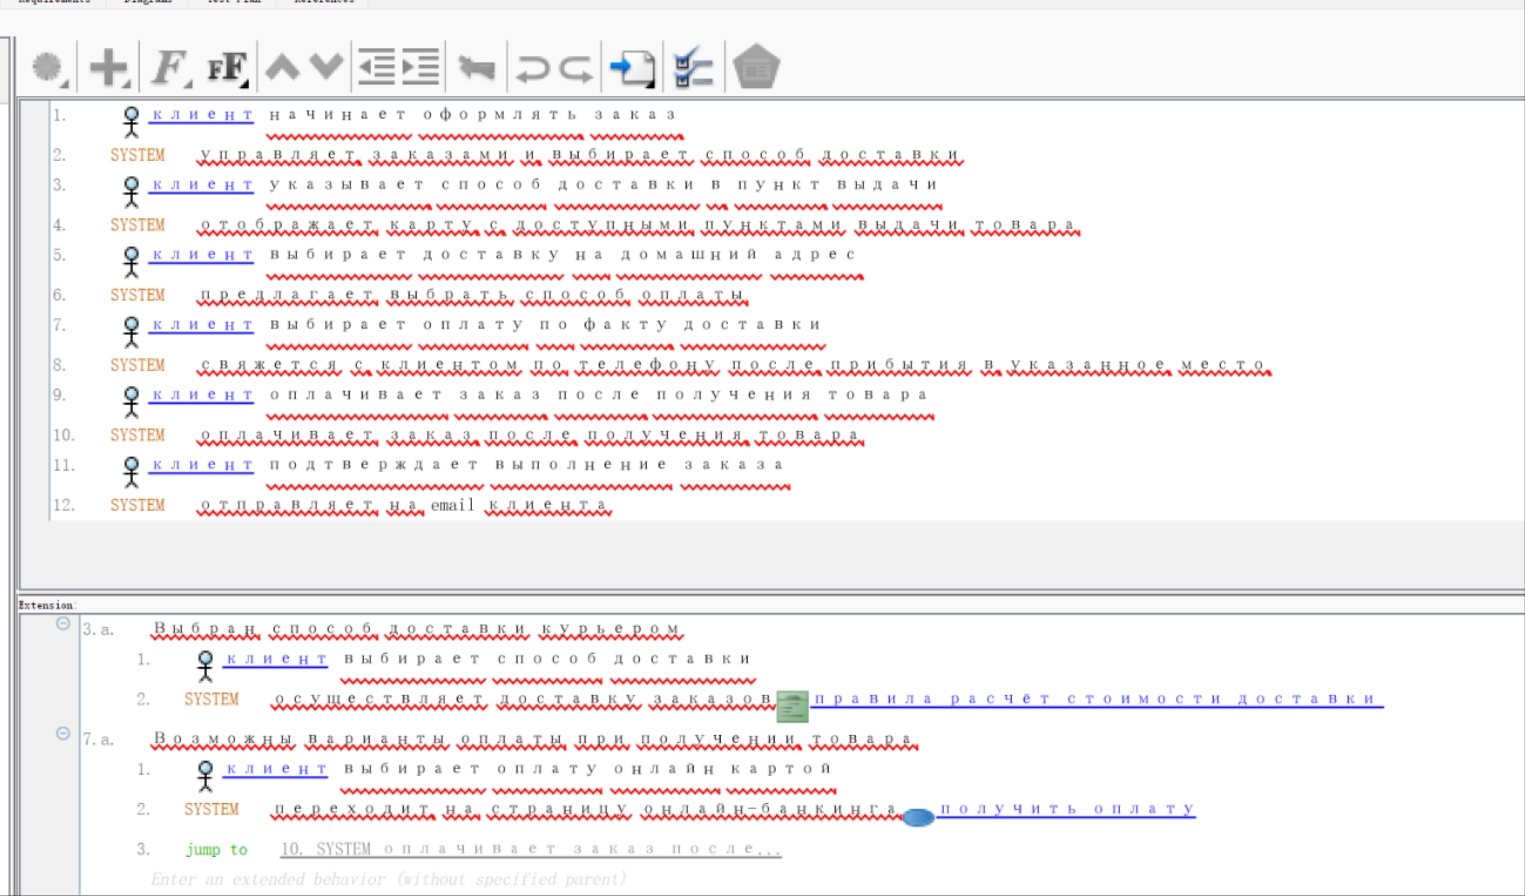 Requirements Diagrams Test Plan References
1. клиент начинает оформлять заказ
2. SYSTEM управляет заказами и выбирает способ доставки
3. клиент указывает способ доставки в пункт выдачи
4. SYSTEM отображает карту с доступными пунктами выдачи товара
5. клиент выбирает доставку на домашний адрес
6. SYSTEM предлагает выбрать способ оплаты
7. клиент выбирает оплату по факту доставки
8. SYSTEM свяжется с клиентом по телефону после прибытия в указанное место
9. клиент оплачивает заказ после получения товара
10. SYSTEM оплачивает заказ после получения товара
11. клиент подтверждает выполнение заказа
12. SYSTEM отправляет на email клиента
Extension:
3.a. Выбран способ доставки курьером
1. клиент выбирает способ доставки
2. SYSTEM осуществляет доставку заказов правила расчёт стоимости доставки
7.a. Возможны варианты оплаты при получении товара
1. клиент выбирает оплату онлайн картой
2. SYSTEM переходит на страницу онлайн-банкинга получить оплату
3. jump to 10. SYSTEM оплачивает заказ после...
Enter an extended behavior (without specified parent)